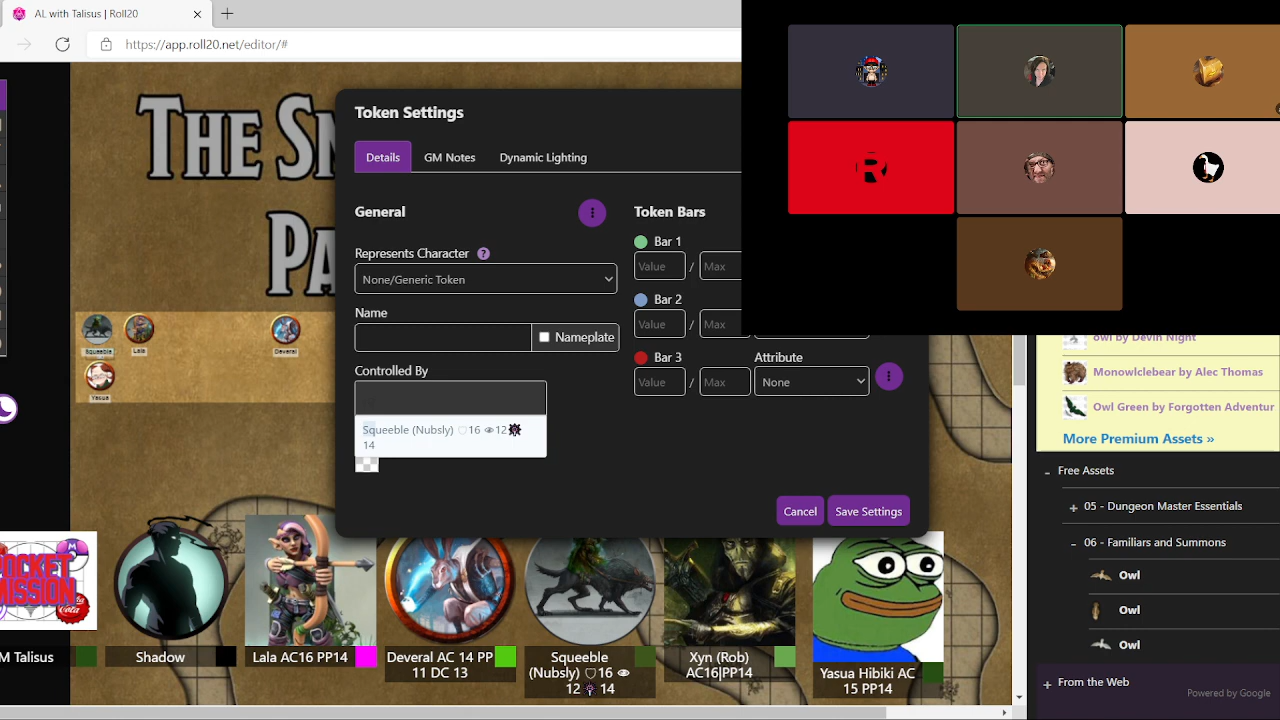 AL with Talisus | Roll20
https://app.roll20.net/editor/#
THE
PA
Token Settings
Details
GM Notes
Dynamic Lighting
General
Token Bars
Represents Character ?
None/Generic Token
Name
Nameplate
Controlled By
Squeeble (Nubsly) 16 12
14
Bar 1
Value / Max
Bar 2
Value / Max
Bar 3
Attribute
Value / Max
None
Cancel
Save Settings
R
Squeeble
Lala
Deveral
Yasua
owl by Devin Night
Monowlclebear by Alec Thomas
Owl Green by Forgotten Adventur
More Premium Assets »
- Free Assets
+ 05 - Dungeon Master Essentials
- 06 - Familiars and Summons
Owl
Owl
Owl
+ From the Web
Powered by Google
POCKET
MISSION
M Talisus
Shadow
Lala AC16 PP14
Deveral AC 14 PP
11 DC 13
Squeeble
(Nubsly) 16
12 14
Xyn (Rob)
AC16|PP14
Yasua Hibiki AC
15 PP14